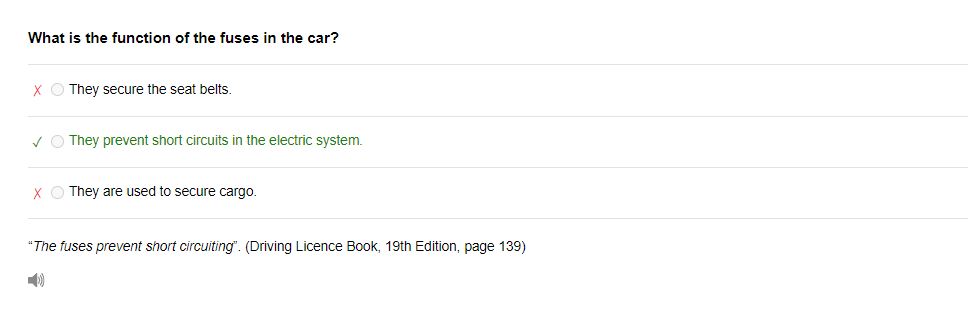 What is the function of the fuses in the car?
✗ They secure the seat belts.
✓ They prevent short circuits in the electric system.
✗ They are used to secure cargo.
"The fuses prevent short circuiting". (Driving Licence Book, 19th Edition, page 139)